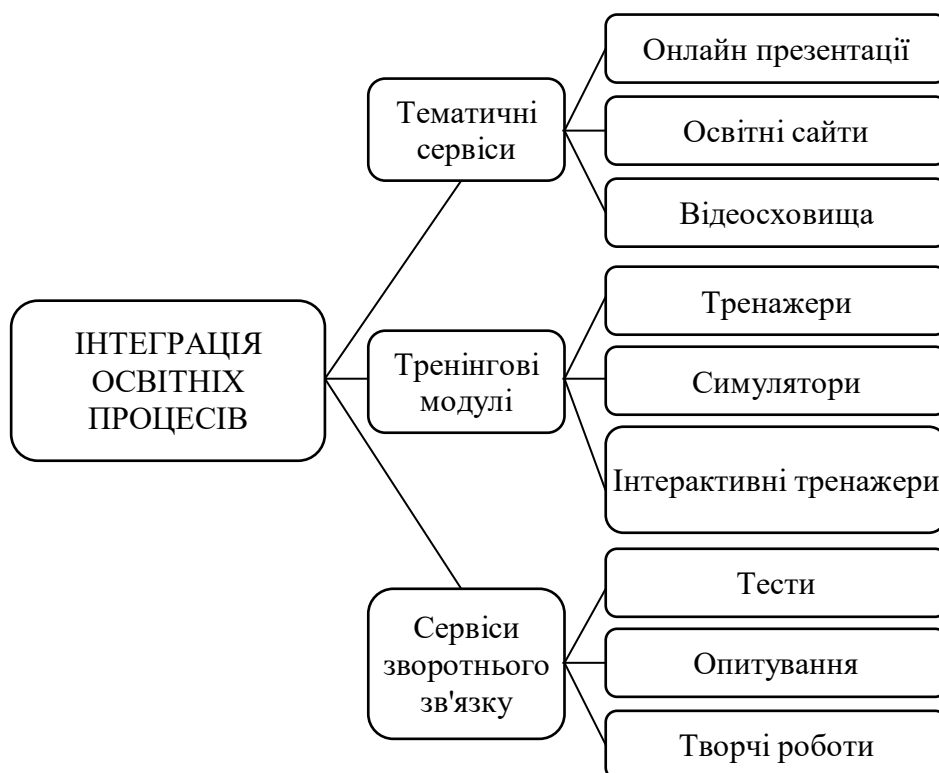 ІНТЕГРАЦІЯ
ОСВІТНІХ
ПРОЦЕСІВ
Тематичні
сервіси
Онлайн презентації
Освітні сайти
Відеосховища
Тренінгові
модулі
Тренажери
Симулятори
Інтерактивні тренажери
Сервіси
зворотнього
зв'язку
Тести
Опитування
Творчі роботи